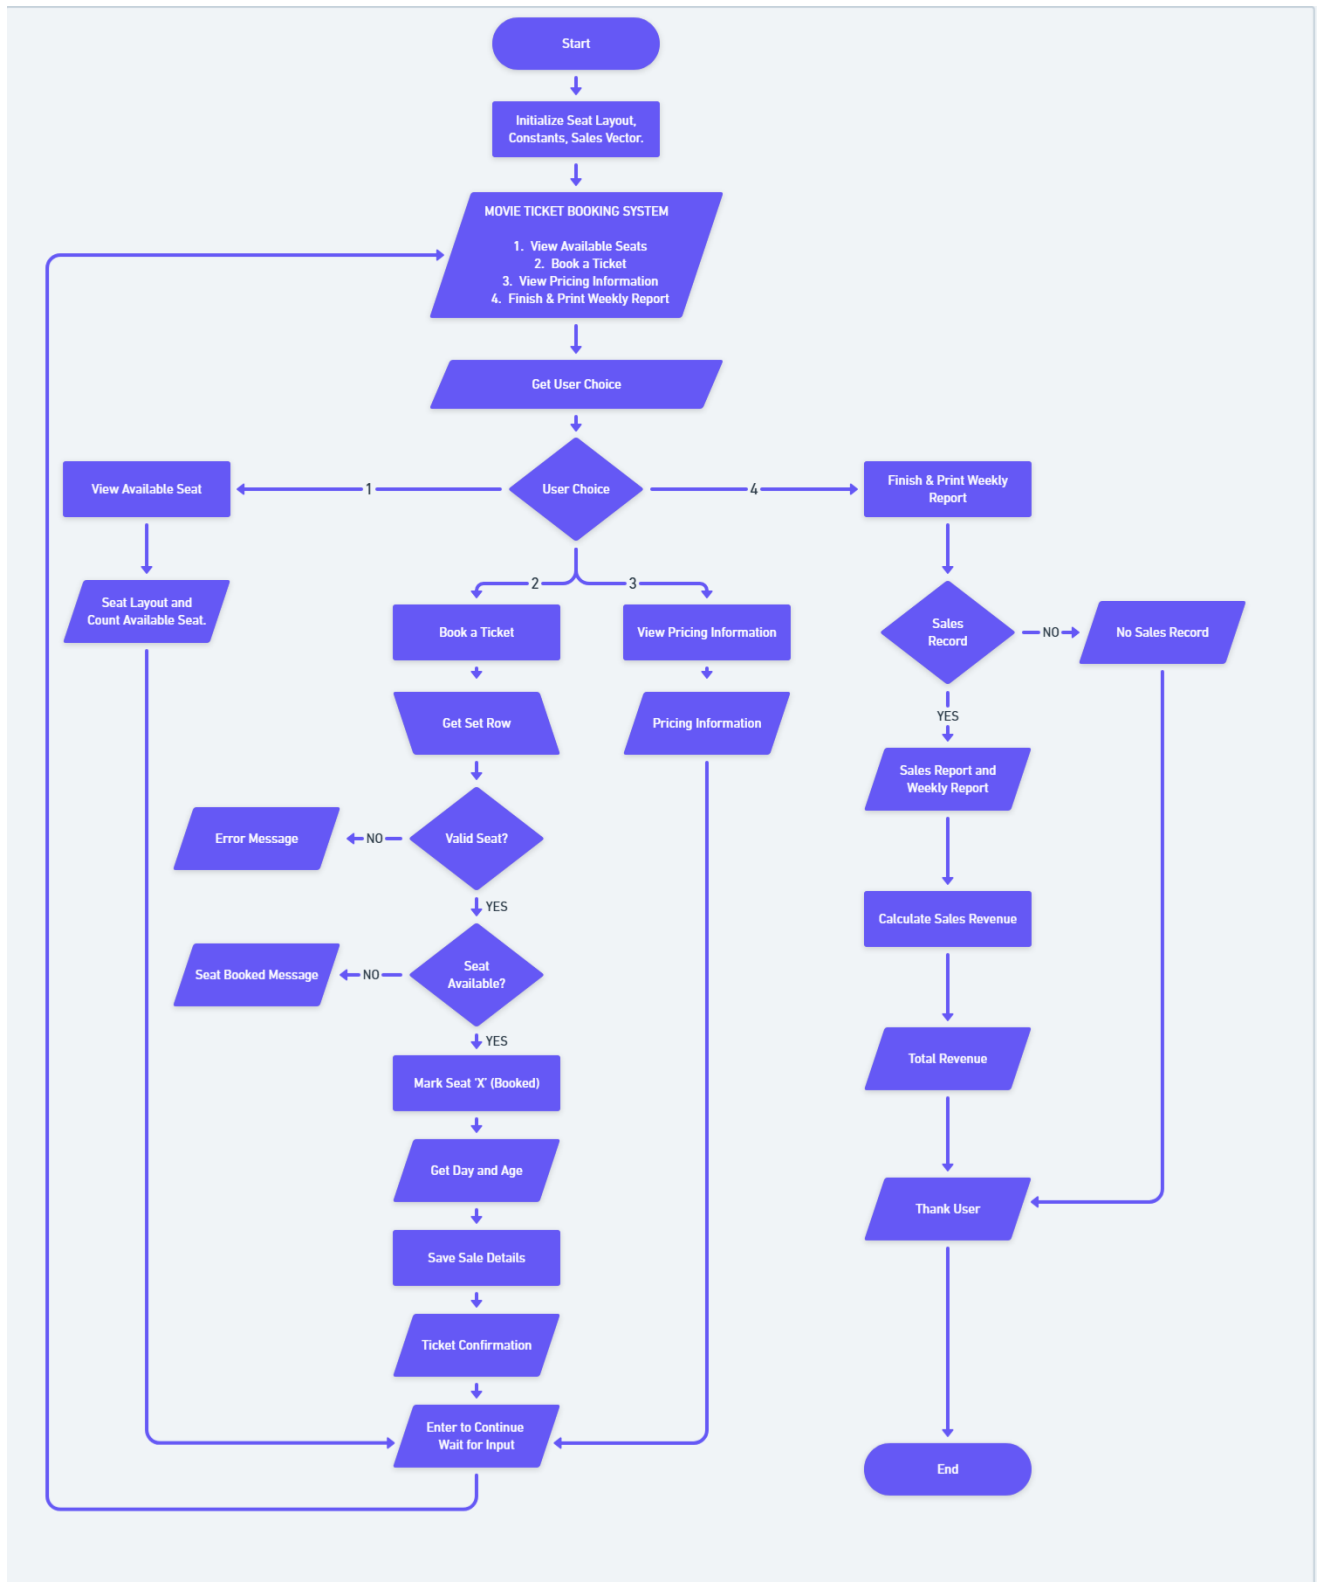 Start
Initialize Seat Layout,
Constants, Sales Vector.
MOVIE TICKET BOOKING SYSTEM
1. View Available Seats
2. Book a Ticket
3. View Pricing Information
4. Finish & Print Weekly Report
Get User Choice
User Choice
1
View Available Seat
Seat Layout and
Count Available Seat.
2
Book a Ticket
Get Set Row
Valid Seat?
NO
Error Message
YES
Seat
Available?
NO
Seat Booked Message
YES
Mark Seat 'X' (Booked)
Get Day and Age
Save Sale Details
Ticket Confirmation
Enter to Continue
Wait for Input
3
View Pricing Information
Pricing Information
4
Finish & Print Weekly
Report
Sales
Record
NO
No Sales Record
YES
Sales Report and
Weekly Report
Calculate Sales Revenue
Total Revenue
Thank User
End